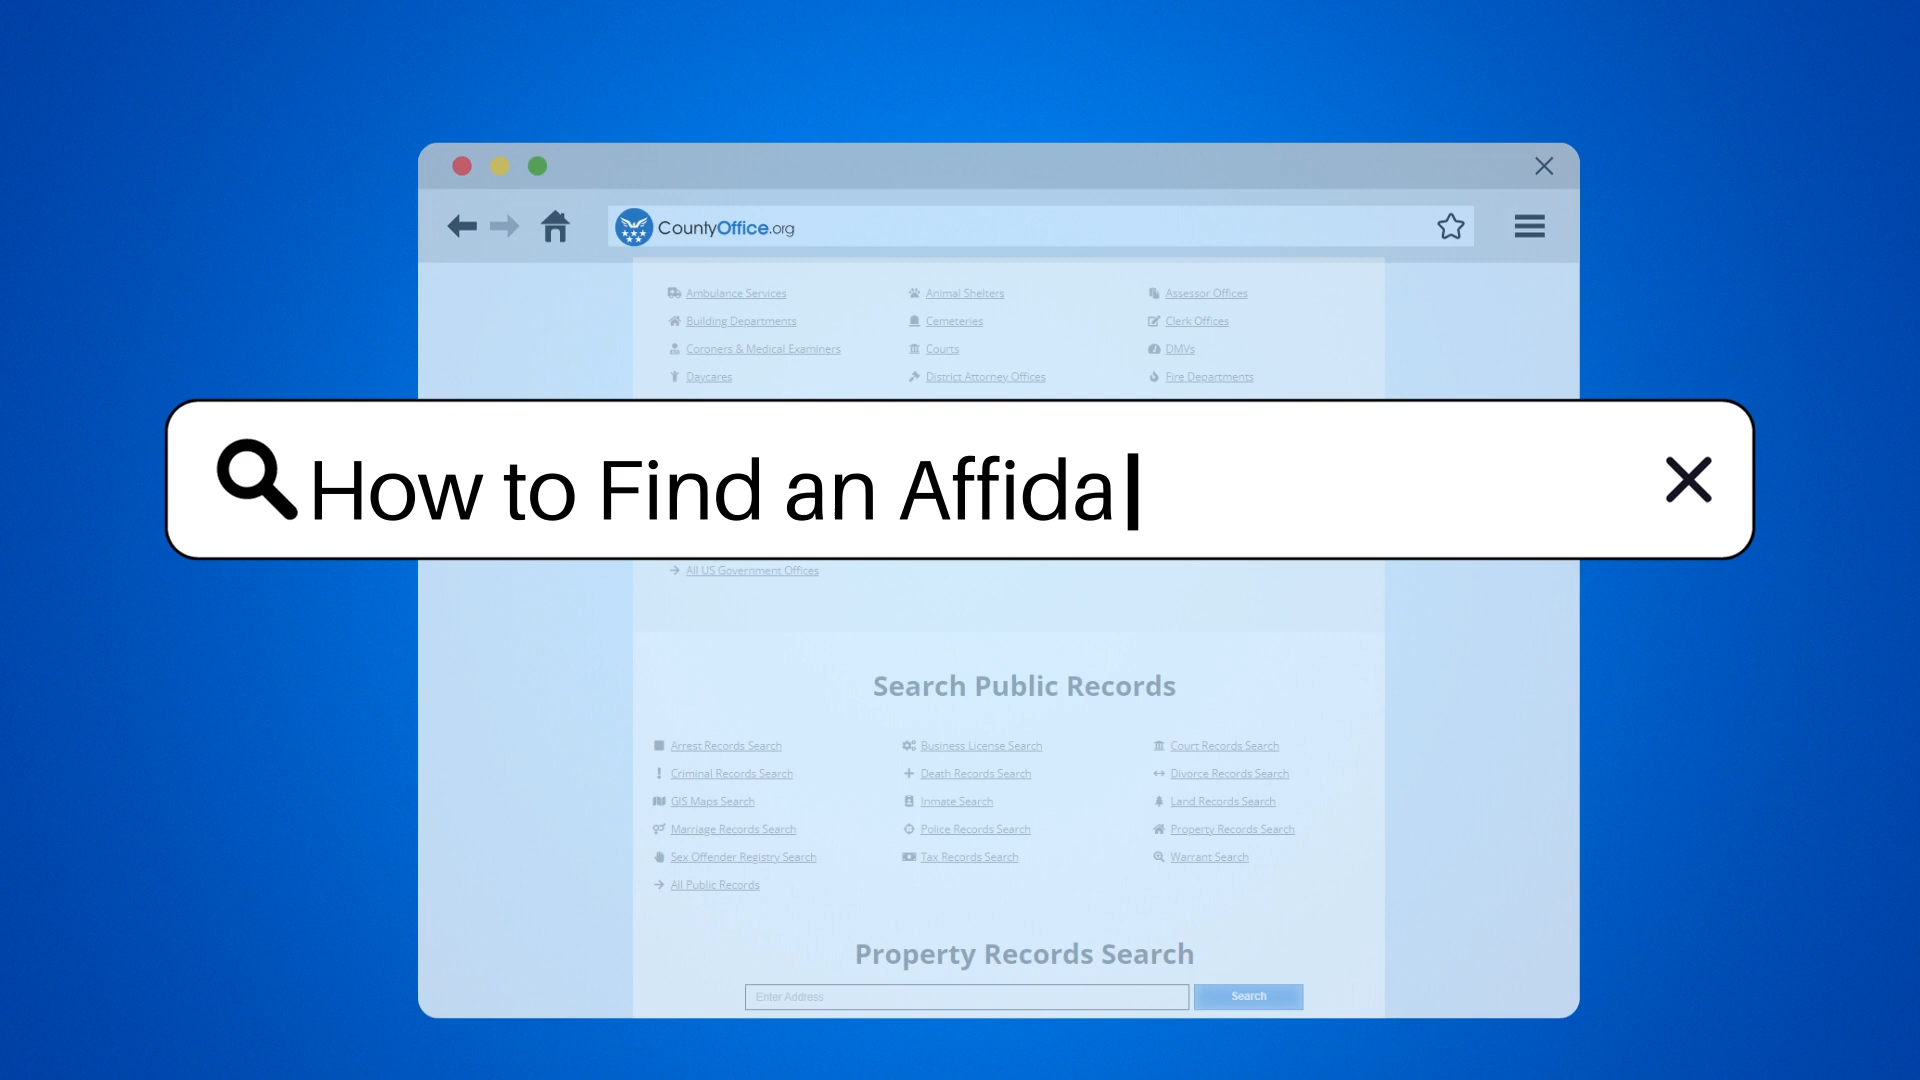 CountyOffice.org
Ambulance Services Animal Shelters Assessor Offices
Building Departments Cemeteries Clerk Offices
Coroners & Medical Examiners Courts DMVs
Daycares District Attorney Offices Fire Departments
How to Find an Affida
All US Government Offices
Search Public Records
Arrest Records Search Business License Search Court Records Search
Criminal Records Search Death Records Search Divorce Records Search
GIS Maps Search Inmate Search Land Records Search
Marriage Records Search Police Records Search Property Records Search
Sex Offender Registry Search Tax Records Search Warrant Search
All Public Records
Property Records Search
Enter Address Search